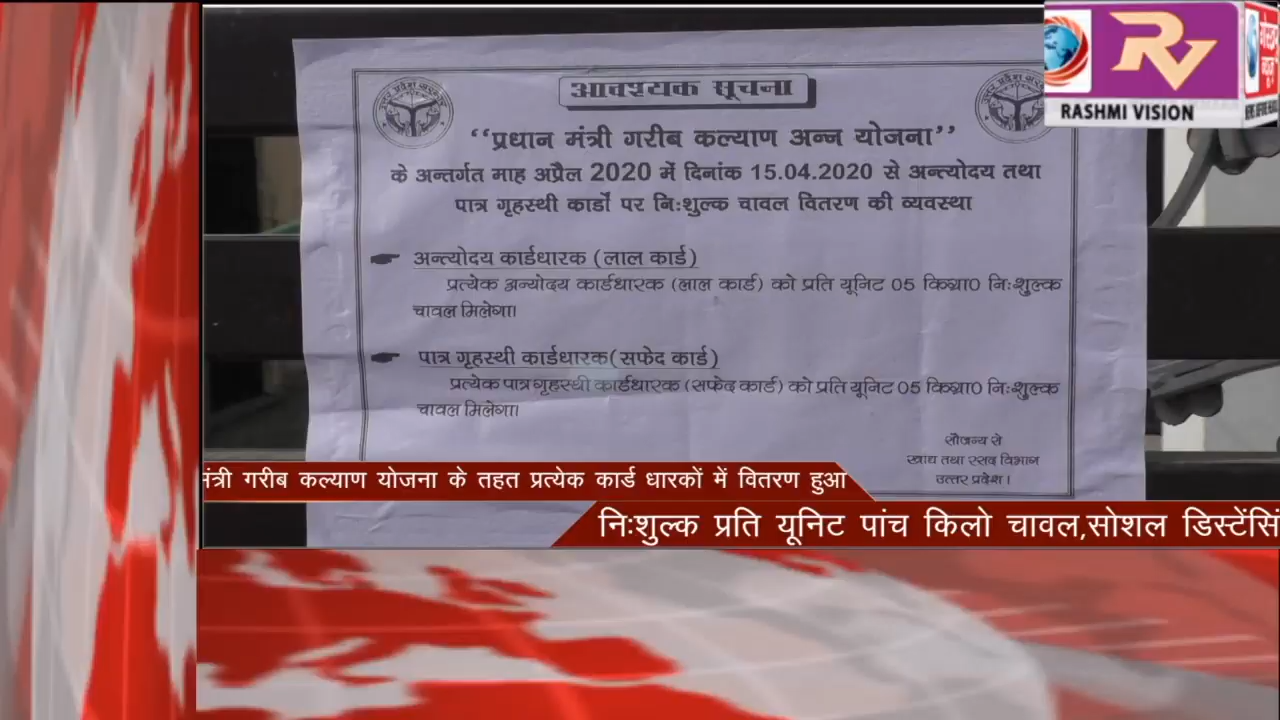 आवश्यक सूचना
‘‘प्रधान मंत्री गरीब कल्याण अन्न योजना’’
के अन्तर्गत माह अप्रैल 2020 में दिनांक 15.04.2020 से अन्त्योदय तथा
पात्र गृहस्थी कार्डों पर निःशुल्क चावल वितरण की व्यवस्था
अन्त्योदय कार्डधारक (लाल कार्ड)
प्रत्येक अन्योदय कार्डधारक (लाल कार्ड) को प्रति यूनिट 05 किग्रा0 निःशुल्क
चावल मिलेगा।
पात्र गृहस्थी कार्डधारक(सफेद कार्ड)
प्रत्येक पात्र गृहस्थी कार्डधारक (सफेद कार्ड) को प्रति यूनिट 05 किग्रा0 निःशुल्क
चावल मिलेगा।
सौजन्य से
खाद्य तथा रसद विभाग
उत्तर प्रदेश।
मंत्री गरीब कल्याण योजना के तहत प्रत्येक कार्ड धारकों में वितरण हुआ
निःशुल्क प्रति यूनिट पांच किलो चावल,सोशल डिस्टेंसिं
RV
RASHMI VISION